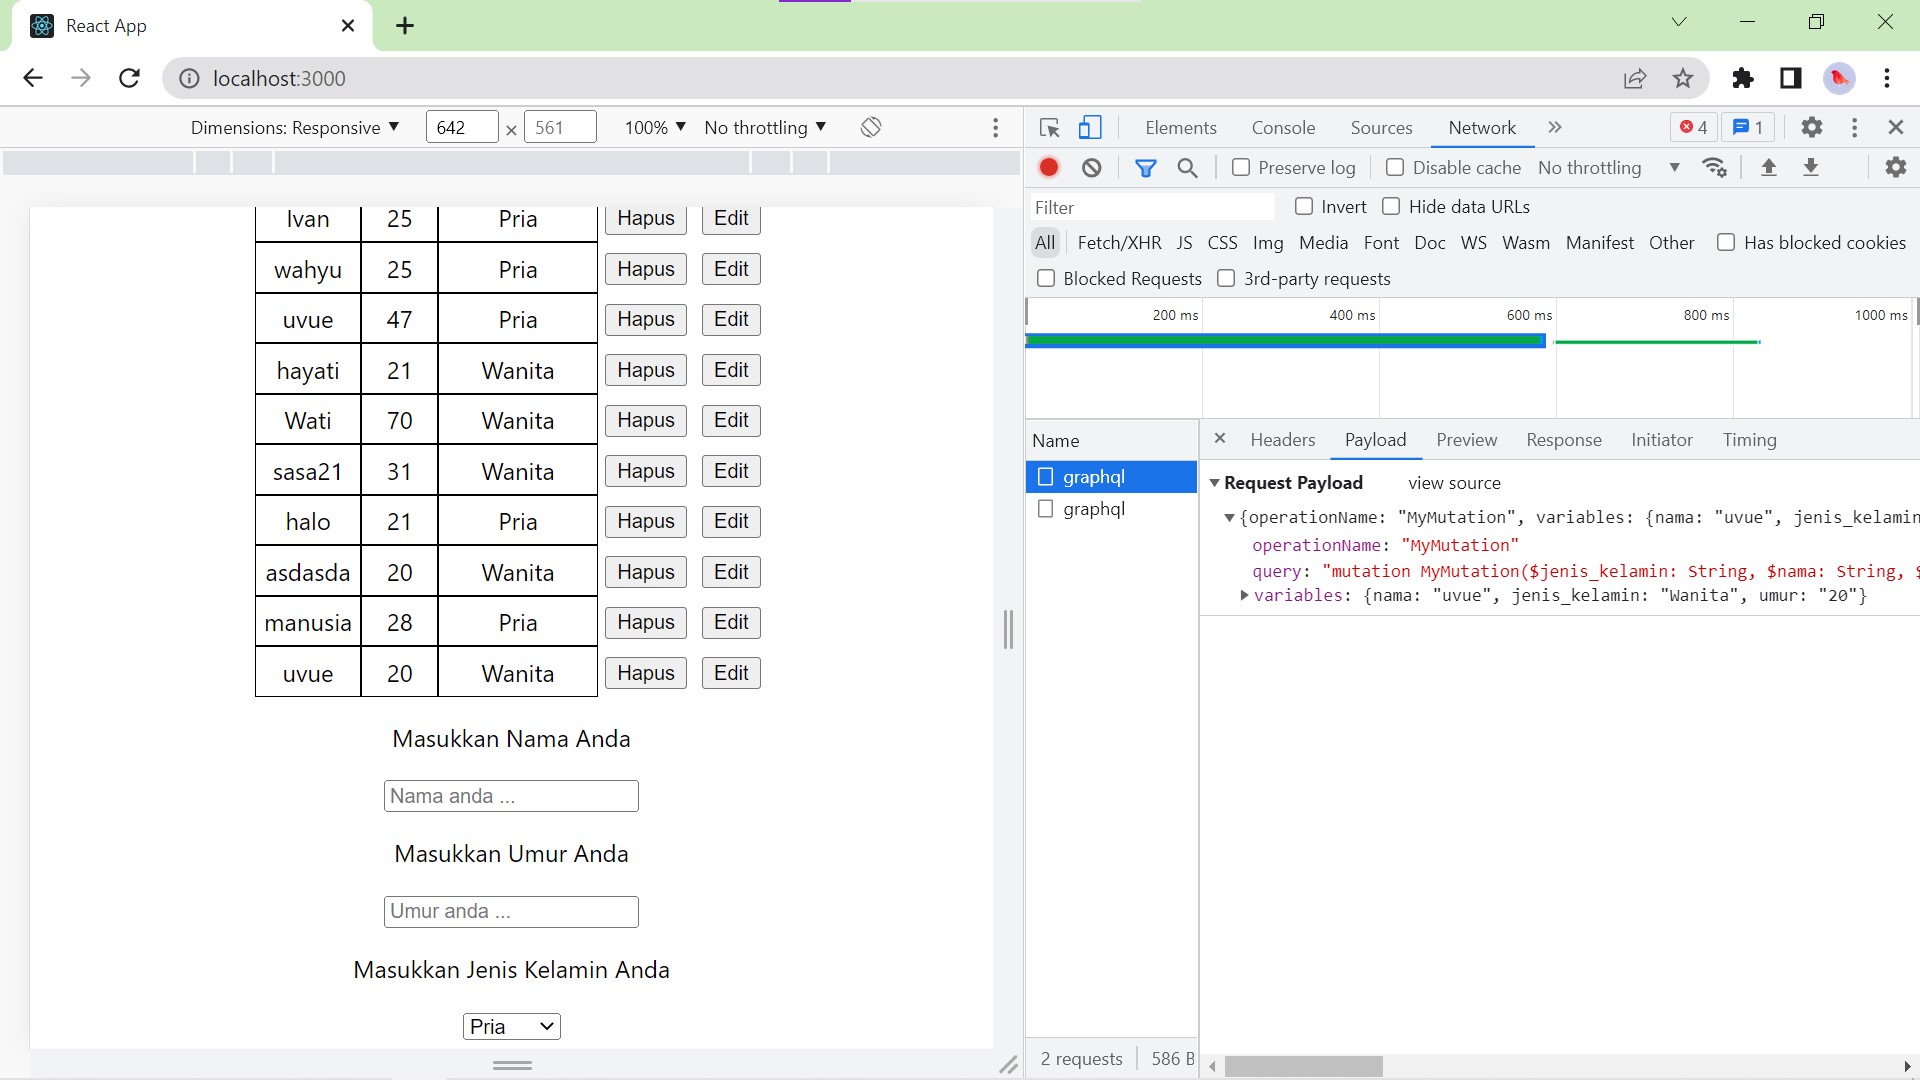 React App
localhost:3000
Dimensions: Responsive ▼ 642 × 561 100% ▼ No throttling ▼
Ivan 25 Pria Hapus Edit
wahyu 25 Pria Hapus Edit
uvue 47 Pria Hapus Edit
hayati 21 Wanita Hapus Edit
Wati 70 Wanita Hapus Edit
sasa21 31 Wanita Hapus Edit
halo 21 Pria Hapus Edit
asdasda 20 Wanita Hapus Edit
manusia 28 Pria Hapus Edit
uvue 20 Wanita Hapus Edit
Masukkan Nama Anda
Nama anda ...
Masukkan Umur Anda
Umur anda ...
Masukkan Jenis Kelamin Anda
Pria
Elements Console Sources Network » 4 1
Preserve log Disable cache No throttling ▼
Filter Invert Hide data URLs
All Fetch/XHR JS CSS Img Media Font Doc WS Wasm Manifest Other Has blocked cookies
Blocked Requests 3rd-party requests
200 ms 400 ms 600 ms 800 ms 1000 ms
Name
graphql
graphql
2 requests 586 B
× Headers Payload Preview Response Initiator Timing
▼ Request Payload view source
▼ {operationName: "MyMutation", variables: {nama: "uvue", jenis_kelamin
operationName: "MyMutation"
query: "mutation MyMutation($jenis_kelamin: String, $nama: String, $
▶ variables: {nama: "uvue", jenis_kelamin: "Wanita", umur: "20"}